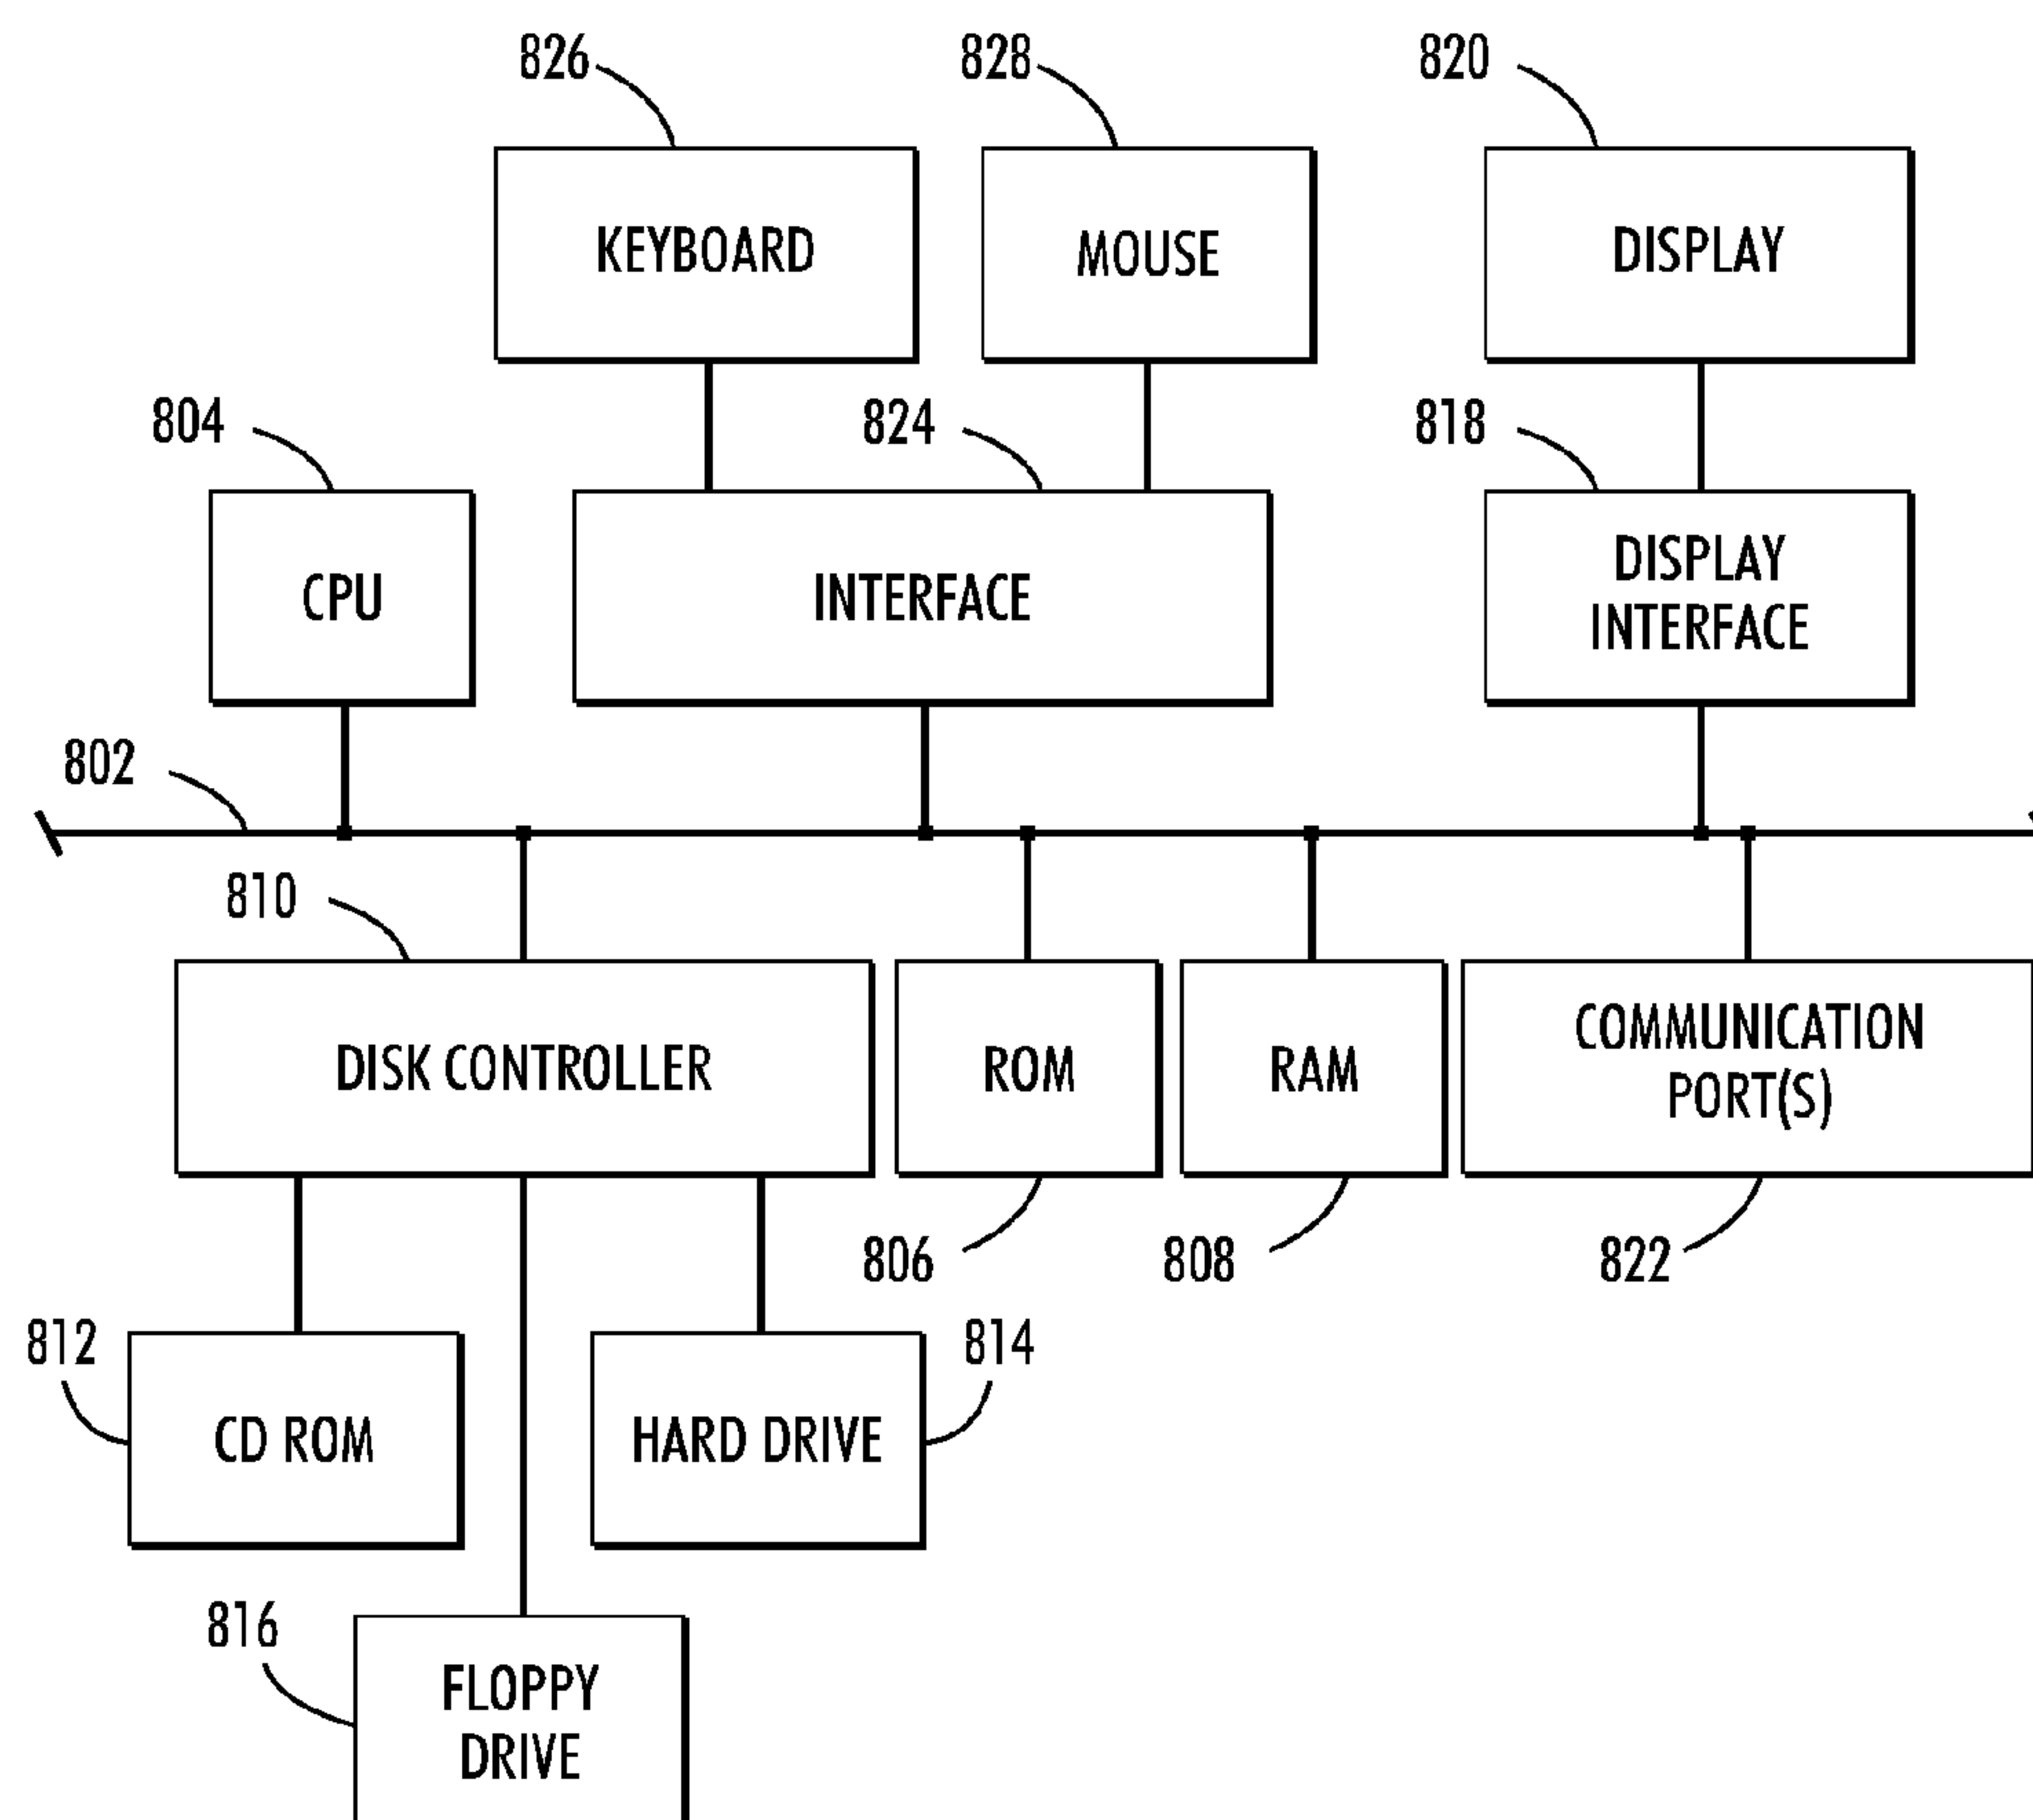 826
828
820
KEYBOARD
MOUSE
DISPLAY
804
824
818
CPU
INTERFACE
DISPLAY
INTERFACE
802
810
DISK CONTROLLER
ROM
RAM
COMMUNICATION
PORT(S)
806
808
822
812
814
CD ROM
HARD DRIVE
816
FLOPPY
DRIVE